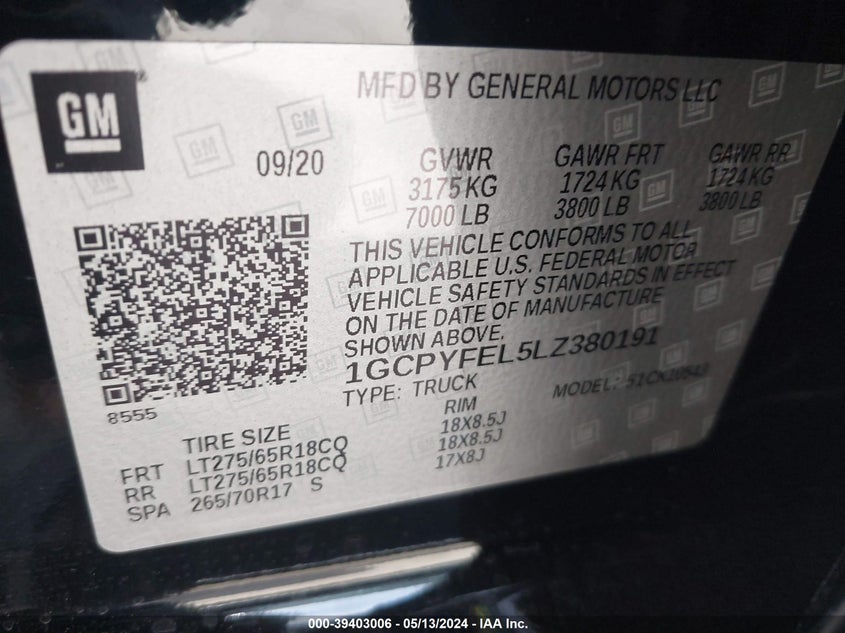 GM
MFD BY GENERAL MOTORS LLC
09/20
GVWR GAWR FRT GAWR RR
3175 KG 1724 KG 1724 KG
7000 LB 3800 LB 3800 LB
THIS VEHICLE CONFORMS TO ALL
APPLICABLE U.S. FEDERAL MOTOR
VEHICLE SAFETY STANDARDS IN EFFECT
ON THE DATE OF MANUFACTURE
SHOWN ABOVE.
1GCPYFEL5LZ380191
TYPE: TRUCK MODEL: 51CK10543
8555
TIRE SIZE RIM
FRT LT275/65R18CQ 18X8.5J
RR LT275/65R18CQ 18X8.5J
SPA 265/70R17 S 17X8J
000-39403006 - 05/13/2024 - IAA Inc.